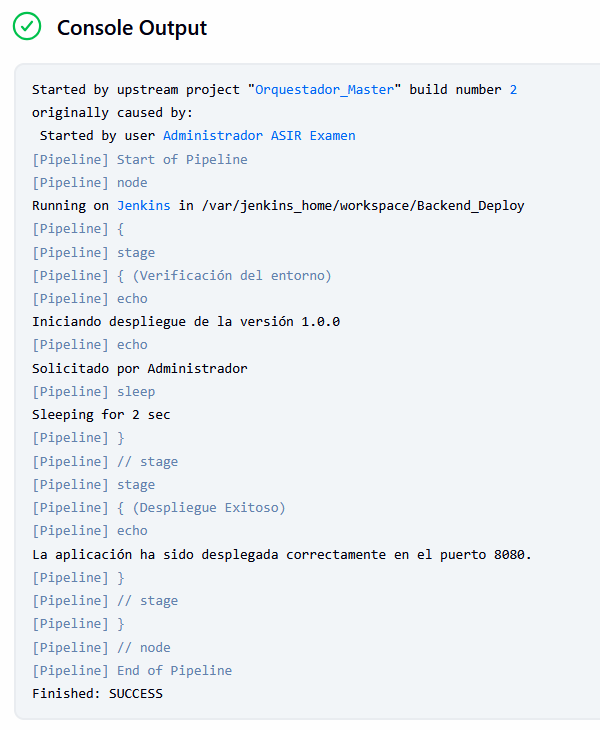 Console Output
Started by upstream project "Orquestador_Master" build number 2
originally caused by:
 Started by user Administrador ASIR Examen
[Pipeline] Start of Pipeline
[Pipeline] node
Running on Jenkins in /var/jenkins_home/workspace/Backend_Deploy
[Pipeline] {
[Pipeline] stage
[Pipeline] { (Verificación del entorno)
[Pipeline] echo
Iniciando despliegue de la versión 1.0.0
[Pipeline] echo
Solicitado por Administrador
[Pipeline] sleep
Sleeping for 2 sec
[Pipeline] }
[Pipeline] // stage
[Pipeline] stage
[Pipeline] { (Despliegue Exitoso)
[Pipeline] echo
La aplicación ha sido desplegada correctamente en el puerto 8080.
[Pipeline] }
[Pipeline] // stage
[Pipeline] }
[Pipeline] // node
[Pipeline] End of Pipeline
Finished: SUCCESS